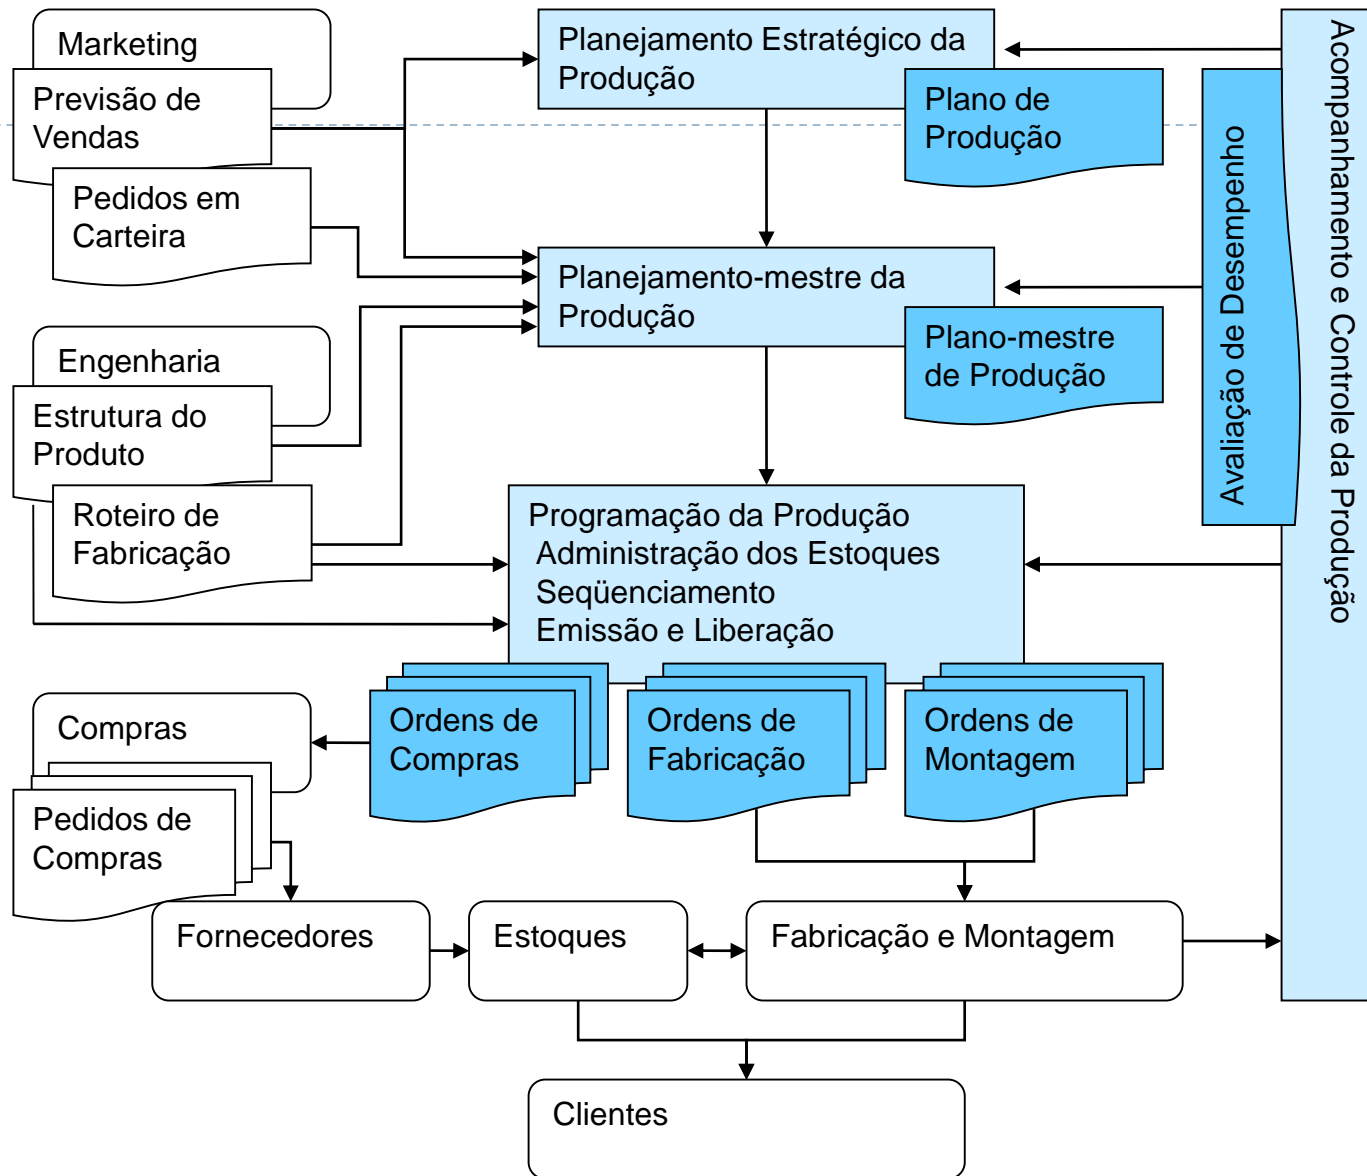 Marketing
Previsão de
Vendas
Pedidos em
Carteira
Planejamento Estratégico da
Produção
Plano de
Produção
Planejamento-mestre da
Produção
Plano-mestre
de Produção
Avaliação de Desempenho
Acompanhamento e Controle da Produção
Engenharia
Estrutura do
Produto
Roteiro de
Fabricação
Programação da Produção
Administração dos Estoques
Seqüenciamento
Emissão e Liberação
Ordens de
Compras
Ordens de
Fabricação
Ordens de
Montagem
Compras
Pedidos de
Compras
Fornecedores
Estoques
Fabricação e Montagem
Clientes